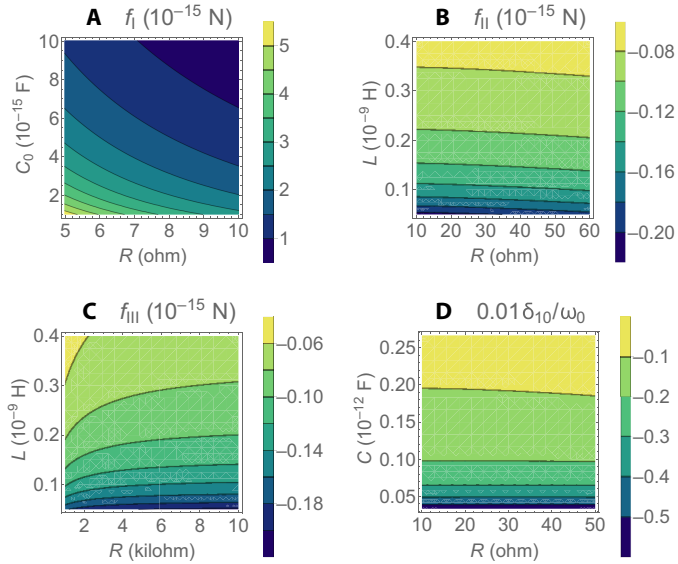 A f_I (10⁻¹⁵ N)
C₀ (10⁻¹⁵ F)
10
8
6
4
2
5 6 7 8 9 10
R (ohm)
5
4
3
2
1
B f_II (10⁻¹⁵ N)
L (10⁻⁹ H)
0.4
0.3
0.2
0.1
10 20 30 40 50 60
R (ohm)
−0.08
−0.12
−0.16
−0.20
C f_III (10⁻¹⁵ N)
L (10⁻⁹ H)
0.4
0.3
0.2
0.1
2 4 6 8 10
R (kilohm)
−0.06
−0.10
−0.14
−0.18
D 0.01δ₁₀/ω₀
C (10⁻¹² F)
0.25
0.20
0.15
0.10
0.05
10 20 30 40 50
R (ohm)
−0.1
−0.2
−0.3
−0.4
−0.5